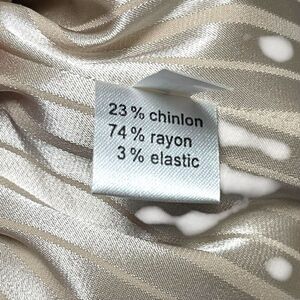 23 % chinlon
74 % rayon
3 % elastic